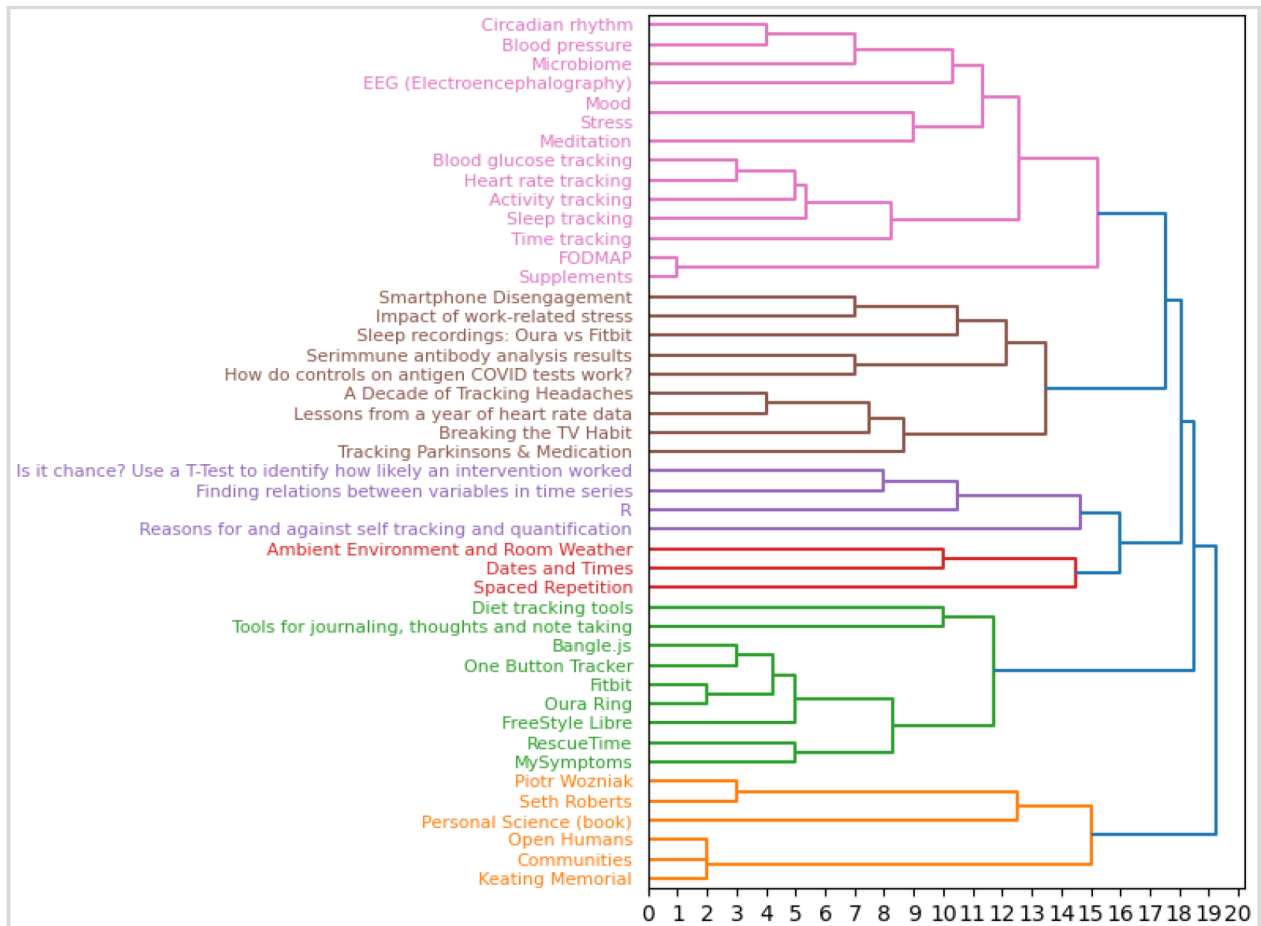 Circadian rhythm
Blood pressure
Microbiome
EEG (Electroencephalography)
Mood
Stress
Meditation
Blood glucose tracking
Heart rate tracking
Activity tracking
Sleep tracking
Time tracking
FODMAP
Supplements
Smartphone Disengagement
Impact of work-related stress
Sleep recordings: Oura vs Fitbit
Serimmune antibody analysis results
How do controls on antigen COVID tests work?
A Decade of Tracking Headaches
Lessons from a year of heart rate data
Breaking the TV Habit
Tracking Parkinsons & Medication
Is it chance? Use a T-Test to identify how likely an intervention worked
Finding relations between variables in time series
R
Reasons for and against self tracking and quantification
Ambient Environment and Room Weather
Dates and Times
Spaced Repetition
Diet tracking tools
Tools for journaling, thoughts and note taking
Bangle.js
One Button Tracker
Fitbit
Oura Ring
FreeStyle Libre
RescueTime
MySymptoms
Piotr Wozniak
Seth Roberts
Personal Science (book)
Open Humans
Communities
Keating Memorial
0 1 2 3 4 5 6 7 8 9 10 11 12 13 14 15 16 17 18 19 20